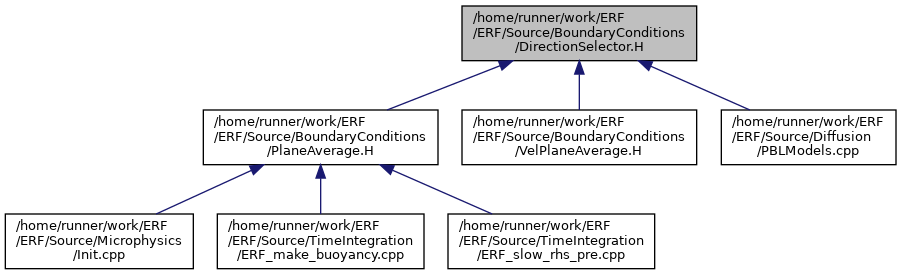 /home/runner/work/ERF
/ERF/Source/BoundaryConditions
/DirectionSelector.H
/home/runner/work/ERF
/ERF/Source/BoundaryConditions
/PlaneAverage.H
/home/runner/work/ERF
/ERF/Source/BoundaryConditions
/VelPlaneAverage.H
/home/runner/work/ERF
/ERF/Source/Diffusion
/PBLModels.cpp
/home/runner/work/ERF
/ERF/Source/Microphysics
/Init.cpp
/home/runner/work/ERF
/ERF/Source/TimeIntegration
/ERF_make_buoyancy.cpp
/home/runner/work/ERF
/ERF/Source/TimeIntegration
/ERF_slow_rhs_pre.cpp